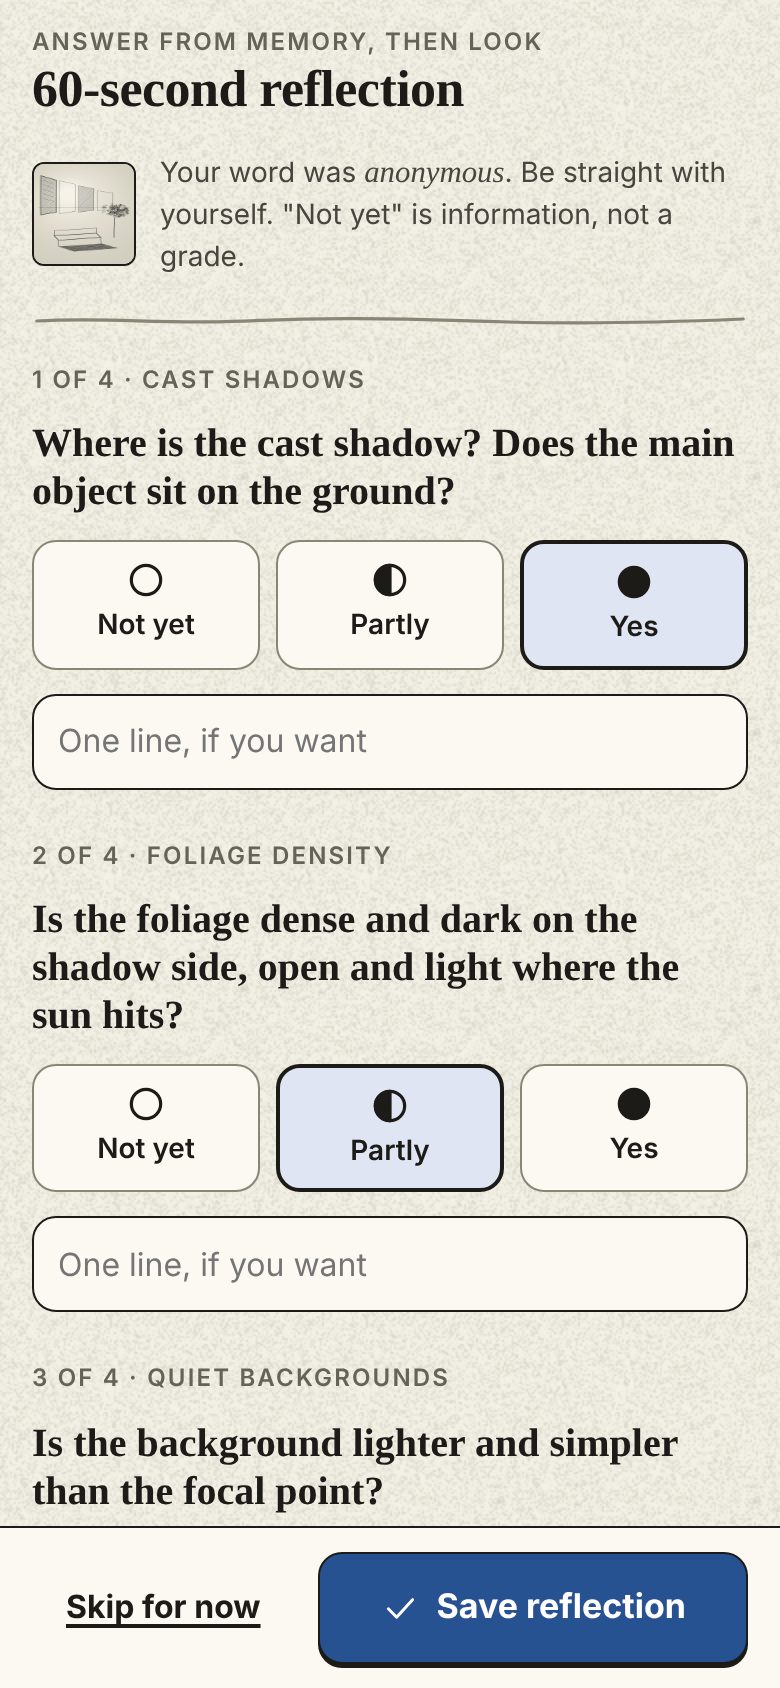 ANSWER FROM MEMORY, THEN LOOK
60-second reflection
Your word was anonymous. Be straight with
yourself. "Not yet" is information, not a
grade.
1 OF 4 · CAST SHADOWS
Where is the cast shadow? Does the main
object sit on the ground?
Not yet
Partly
Yes
One line, if you want
2 OF 4 · FOLIAGE DENSITY
Is the foliage dense and dark on the
shadow side, open and light where the
sun hits?
Not yet
Partly
Yes
One line, if you want
3 OF 4 · QUIET BACKGROUNDS
Is the background lighter and simpler
than the focal point?
Skip for now
Save reflection